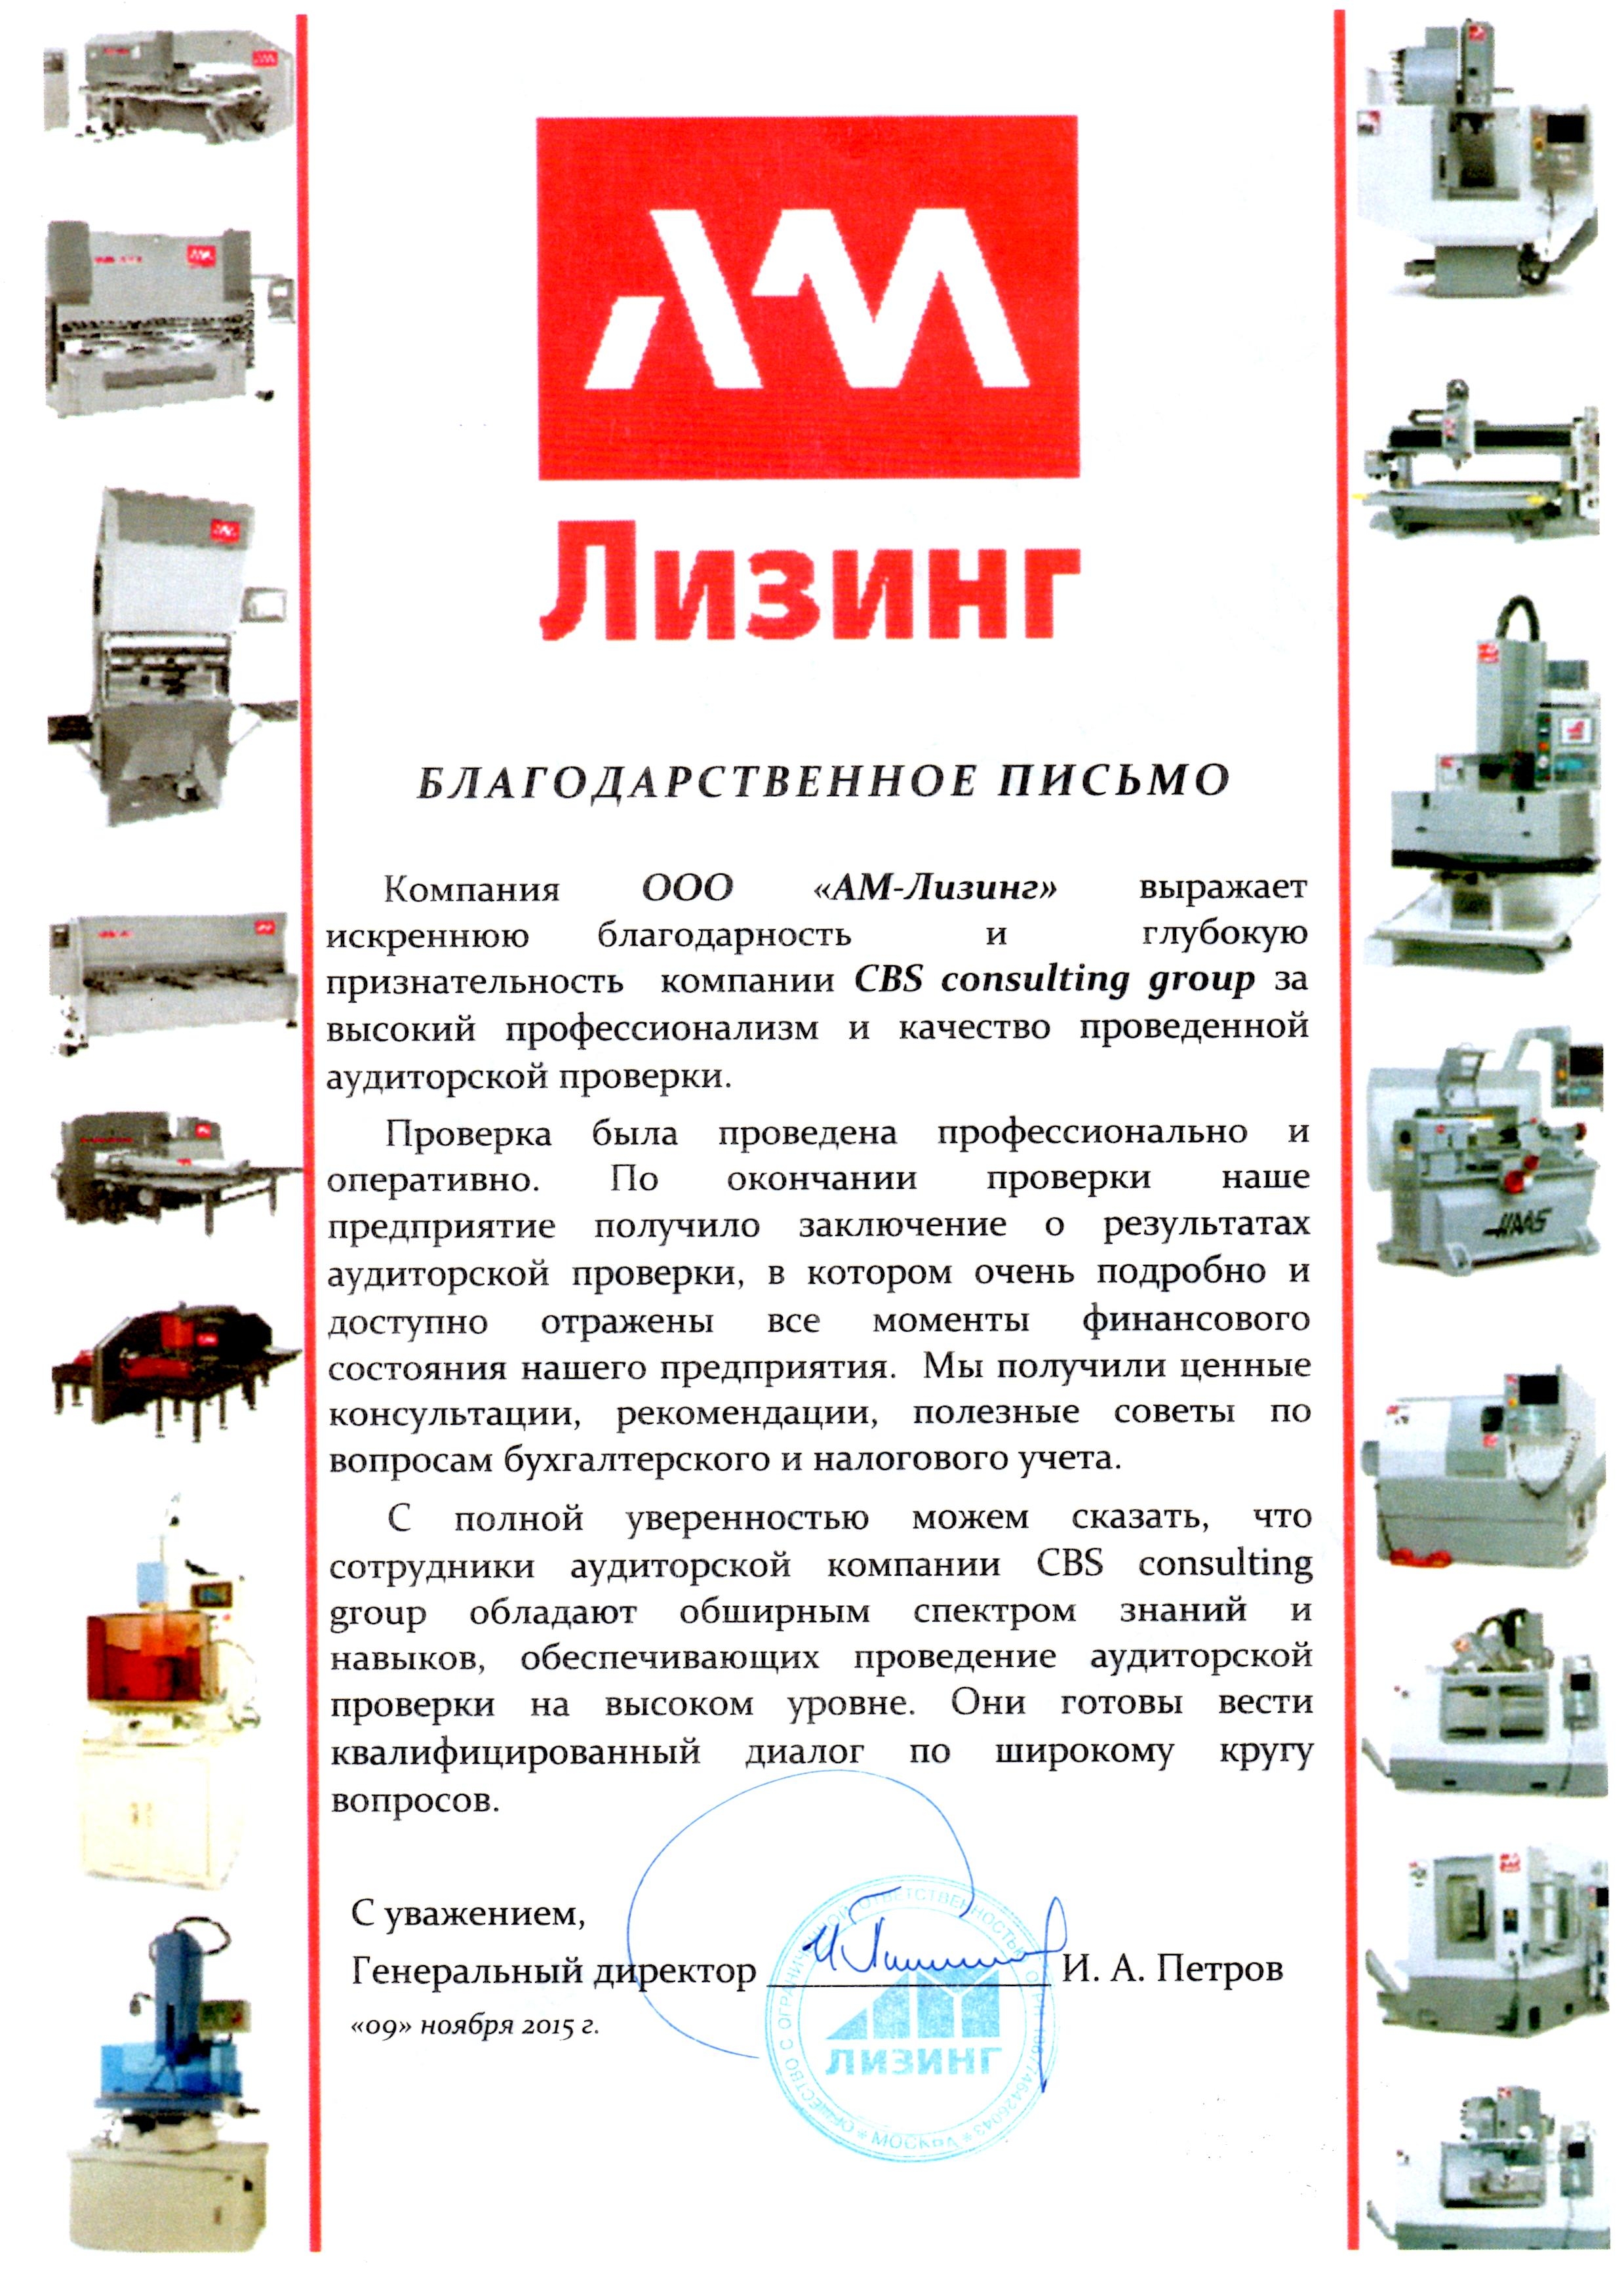 АМ
Лизинг
БЛАГОДАРСТВЕННОЕ ПИСЬМО
Компания ООО «АМ-Лизинг» выражает
искреннюю благодарность и глубокую
признательность компании CBS consulting group за
высокий профессионализм и качество проведенной
аудиторской проверки.
Проверка была проведена профессионально и
оперативно. По окончании проверки наше
предприятие получило заключение о результатах
аудиторской проверки, в котором очень подробно и
доступно отражены все моменты финансового
состояния нашего предприятия. Мы получили ценные
консультации, рекомендации, полезные советы по
вопросам бухгалтерского и налогового учета.
С полной уверенностью можем сказать, что
сотрудники аудиторской компании CBS consulting
group обладают обширным спектром знаний и
навыков, обеспечивающих проведение аудиторской
проверки на высоком уровне. Они готовы вести
квалифицированный диалог по широкому кругу
вопросов.
С уважением,
Генеральный директор И. А. Петров
«09» ноября 2015 г.
ОБЩЕСТВО С ОГРАНИЧЕННОЙ ОТВЕТСТВЕННОСТЬЮ
АМ
ЛИЗИНГ
* МОСКВА *
HAAS